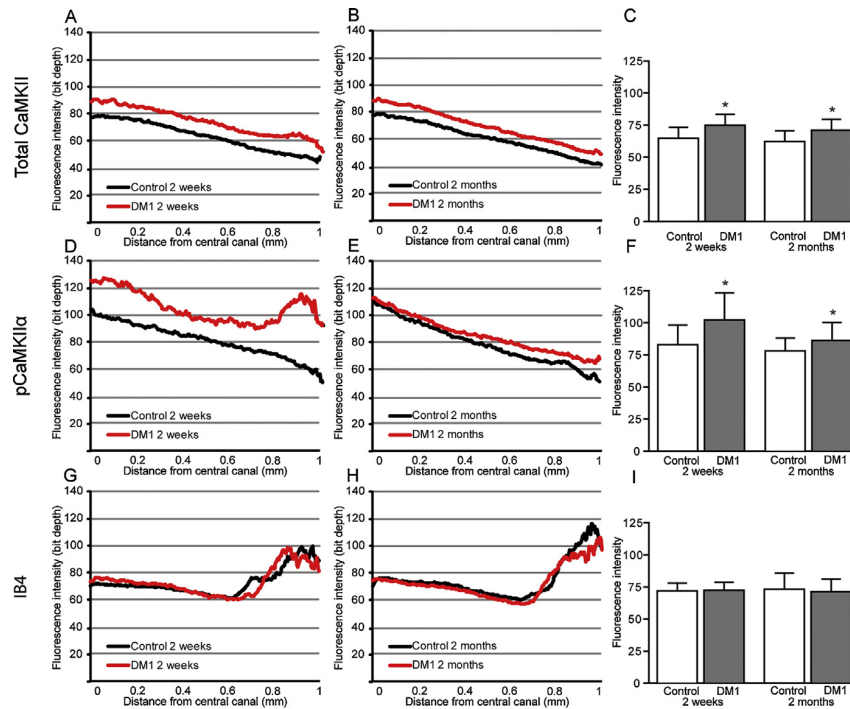 A
B
C
Total CaMKII
Fluorescence intensity (bit depth)
140
120
100
80
60
40
20
Control 2 weeks
DM1 2 weeks
0 0.2 0.4 0.6 0.8 1
Distance from central canal (mm)
Fluorescence intensity (bit depth)
140
120
100
80
60
40
20
Control 2 months
DM1 2 months
0 0.2 0.4 0.6 0.8 1
Distance from central canal (mm)
Fluorescence intensity
125
100
75
50
25
0
* *
Control DM1 Control DM1
2 weeks 2 months
D
E
F
pCaMKIIα
Fluorescence intensity (bit depth)
140
120
100
80
60
40
20
Control 2 weeks
DM1 2 weeks
0 0.2 0.4 0.6 0.8 1
Distance from central canal (mm)
Fluorescence intensity (bit depth)
140
120
100
80
60
40
20
Control 2 months
DM1 2 months
0 0.2 0.4 0.6 0.8 1
Distance from central canal (mm)
Fluorescence intensity
125
100
75
50
25
0
* *
Control DM1 Control DM1
2 weeks 2 months
G
H
I
IB4
Fluorescence intensity (bit depth)
140
120
100
80
60
40
20
Control 2 weeks
DM1 2 weeks
0 0.2 0.4 0.6 0.8 1
Distance from central canal (mm)
Fluorescence intensity (bit depth)
140
120
100
80
60
40
20
Control 2 months
DM1 2 months
0 0.2 0.4 0.6 0.8 1
Distance from central canal (mm)
Fluorescence intensity
125
100
75
50
25
0
Control DM1 Control DM1
2 weeks 2 months